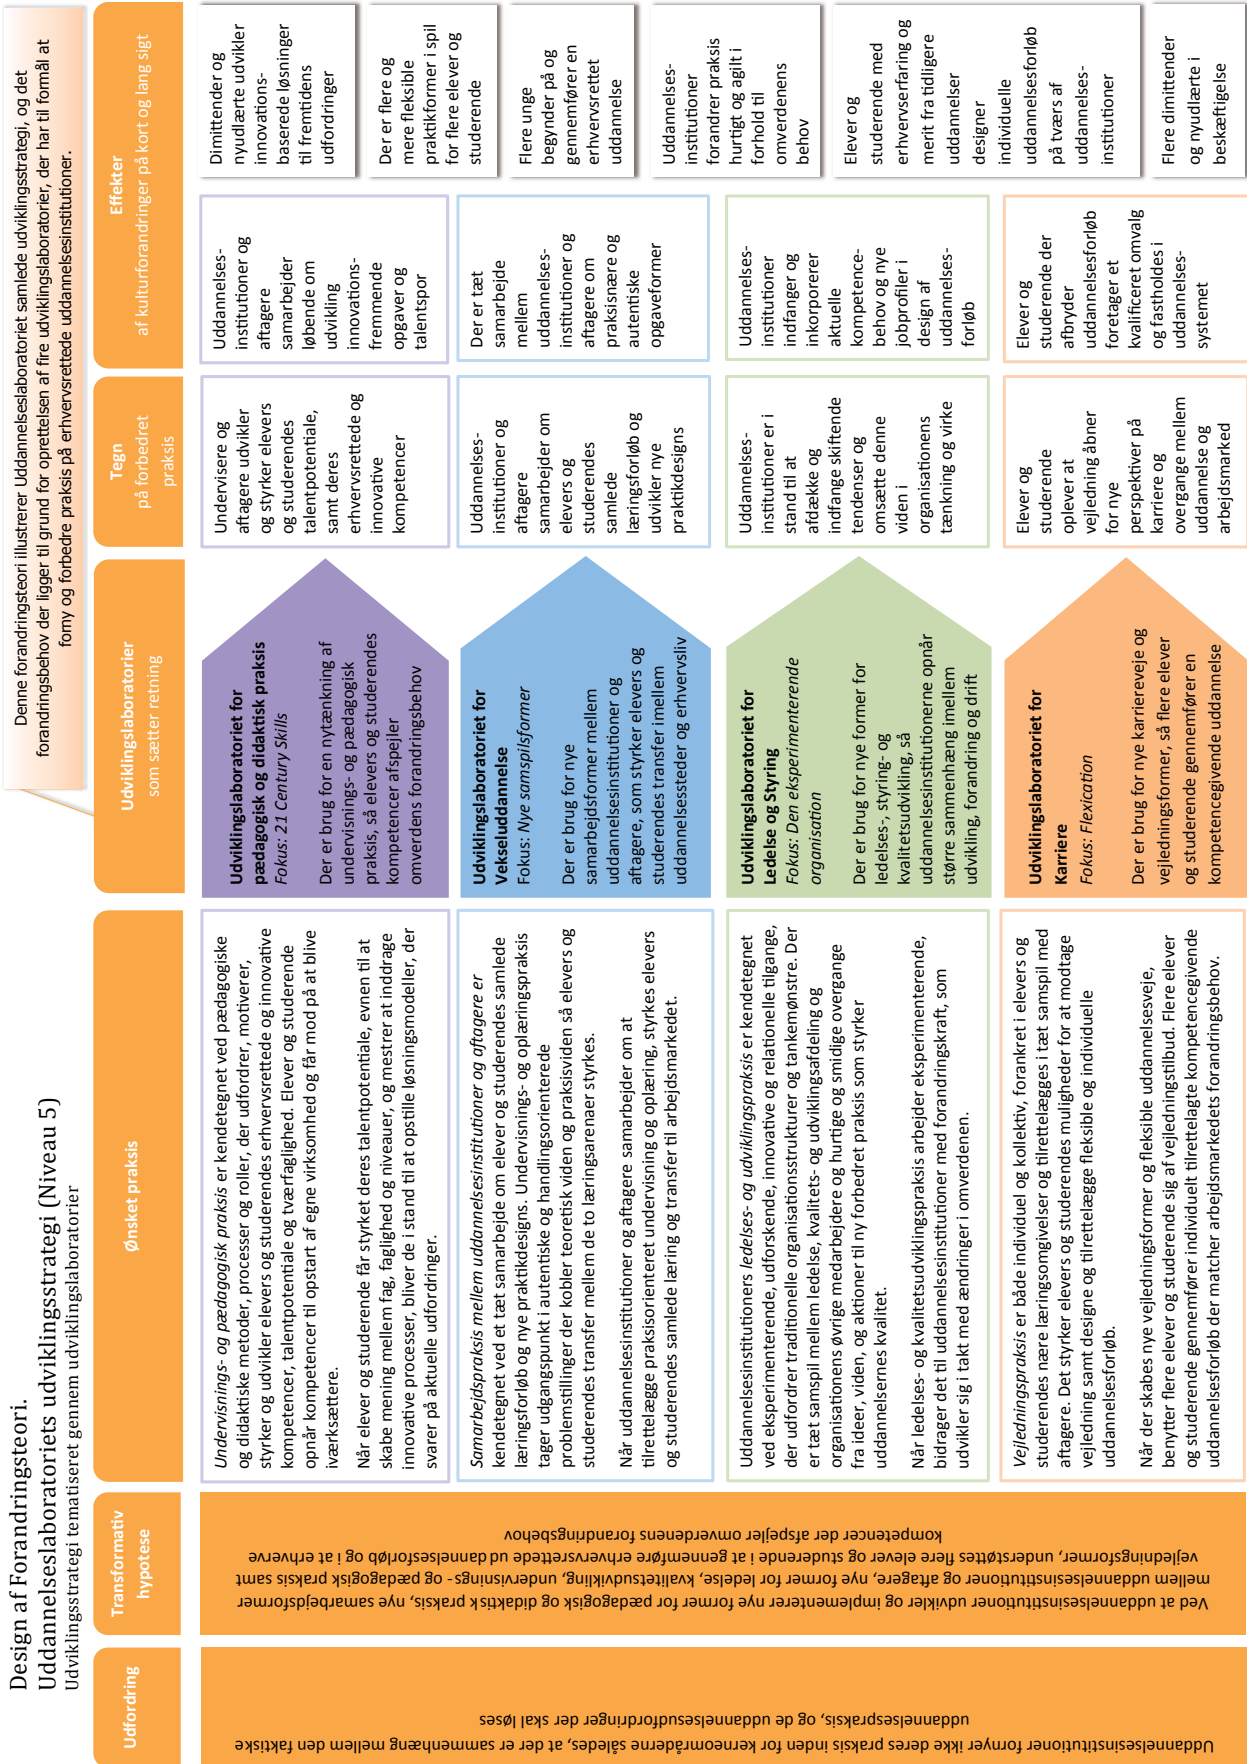 Design af Forandringsteori.
Uddannelseslaboratoriets udviklingsstrategi (Niveau 5)
Udviklingsstrategi tematiseret gennem udviklingslaboratorier
Denne forandringsteori illustrerer Uddannelseslaboratoriet samlede udviklingsstrategi, og det
forandringsbehov der ligger til grund for oprettelsen af fire udviklingslaboratorier, der har til formål at
forny og forbedre praksis på erhvervsrettede uddannelsesinstitutioner.
Udfordring
Transformativ
hypotese
Ønsket praksis
Udviklingslaboratorier
som sætter retning
Tegn
på forbedret
praksis
Effekter
af kulturforandringer på kort og lang sigt
Uddannelsesinstitutioner fornyer ikke deres praksis inden for kerneområderne således, at der er sammenhæng mellem den faktiske
uddannelsespraksis, og de uddannelsesudfordringer der skal løses
Ved at uddannelsesinstitutioner udvikler og implementerer nye former for pædagogisk og didaktisk praksis, nye samarbejdsformer
mellem uddannelsesinstitutioner og aftagere, nye former for ledelse, kvalitetsudvikling, undervisnings- og pædagogisk praksis samt
vejledningsformer, understøttes flere elever og studerende i at gennemføre erhvervsrettede uddannelsesforløb og i at erhverve
kompetencer der afspejler omverdenens forandringsbehov
Undervisnings- og pædagogisk praksis er kendetegnet ved pædagogiske
og didaktiske metoder, processer og roller, der udfordrer, motiverer,
styrker og udvikler elevers og studerendes erhvervsrettede og innovative
kompetencer, talentpotentiale og tværfaglighed. Elever og studerende
opnår kompetencer til opstart af egne virksomhed og får mod på at blive
iværksættere.
Når elever og studerende får styrket deres talentpotentiale, evnen til at
skabe mening mellem fag, faglighed og niveauer, og mestrer at inddrage
innovative processer, bliver de i stand til at opstille løsningsmodeller, der
svarer på aktuelle udfordringer.
Udviklingslaboratoriet for
pædagogisk og didaktisk praksis
Fokus: 21 Century Skills
Der er brug for en nytænkning af
undervisnings- og pædagogisk
praksis, så elevers og studerendes
kompetencer afspejler
omverdens forandringsbehov
Undervisere og
aftagere udvikler
og styrker elevers
og studerendes
talentpotentiale,
samt deres
erhvervsrettede og
innovative
kompetencer
Uddannelses-
institutioner og
aftagere
samarbejder
løbende om
udvikling
innovations-
fremmende
opgaver og
talentspor
Samarbejdspraksis mellem uddannelsesinstitutioner og aftagere er
kendetegnet ved et tæt samarbejde om elever og studerendes samlede
læringsforløb og nye praktikdesigns. Undervisnings- og oplæringspraksis
tager udgangspunkt i autentiske og handlingsorienterede
problemstillinger der kobler teoretisk viden og praksisviden så elevers og
studerendes transfer mellem de to læringsarenaer styrkes.
Når uddannelsesinstitutioner og aftagere samarbejder om at
tilrettelægge praksisorienteret undervisning og oplæring, styrkes elevers
og studerendes samlede læring og transfer til arbejdsmarkedet.
Udviklingslaboratoriet for
Vekseluddannelse
Fokus: Nye samspilsformer
Der er brug for nye
samarbejdsformer mellem
uddannelsesinstitutioner og
aftagere, som styrker elevers og
studerendes transfer imellem
uddannelsessteder og erhvervsliv
Uddannelses-
institutioner og
aftagere
samarbejder om
elevers og
studerendes
samlede
læringsforløb og
udvikler nye
praktikdesigns
Der er tæt
samarbejde
mellem
uddannelses-
institutioner og
aftagere om
praksisnære og
autentiske
opgaveformer
Uddannelsesinstitutioners ledelses- og udviklingspraksis er kendetegnet
ved eksperimenterende, udforskende, innovative og relationelle tilgange,
der udfordrer traditionelle organisationsstrukturer og tankemønstre. Der
er tæt samspil mellem ledelse, kvalitets- og udviklingsafdeling og
organisationens øvrige medarbejdere og hurtige og smidige overgange
fra ideer, viden, og aktioner til ny forbedret praksis som styrker
uddannelsernes kvalitet.
Når ledelses- og kvalitetsudviklingspraksis arbejder eksperimenterende,
bidrager det til uddannelsesinstitutioner med forandringskraft, som
udvikler sig i takt med ændringer i omverdenen.
Udviklingslaboratoriet for
Ledelse og Styring
Fokus: Den eksperimenterende
organisation
Der er brug for nye former for
ledelses-, styring- og
kvalitetsudvikling, så
uddannelsesinstitutionerne opnår
større sammenhæng imellem
udvikling, forandring og drift
Uddannelses-
institutioner er i
stand til at
afdække og
indfange skiftende
tendenser og
omsætte denne
viden i
organisationens
tænkning og virke
Uddannelses-
institutioner
indfanger og
inkorporerer
aktuelle
kompetence-
behov og nye
jobprofiler i
design af
uddannelses-
forløb
Vejledningspraksis er både individuel og kollektiv, forankret i elevers og
studerendes nære læringsomgivelser og tilrettelægges i tæt samspil med
aftagere. Det styrker elevers og studerendes muligheder for at modtage
vejledning samt designe og tilrettelægge fleksible og individuelle
uddannelsesforløb.
Når der skabes nye vejledningsformer og fleksible uddannelsesveje,
benytter flere elever og studerende sig af vejledningstilbud. Flere elever
og studerende gennemfører individuelt tilrettelagte kompetencegivende
uddannelsesforløb der matcher arbejdsmarkedets forandringsbehov.
Udviklingslaboratoriet for
Karriere
Fokus: Flexication
Der er brug for nye karriereveje og
vejledningsformer, så flere elever
og studerende gennemfører en
kompetencegivende uddannelse
Elever og
studerende
oplever at
vejledning åbner
for nye
perspektiver på
karriere og
overgange mellem
uddannelse og
arbejdsmarked
Elever og
studerende der
afbryder
uddannelsesforløb
foretager et
kvalificeret omvalg
og fastholdes i
uddannelses-
systemet
Dimittender og
nyudlærte udvikler
innovations-
baserede løsninger
til fremtidens
udfordringer
Der er flere og
mere fleksible
praktikformer i spil
for flere elever og
studerende
Flere unge
begynder på og
gennemfører en
erhvervsrettet
uddannelse
Uddannelses-
institutioner
forandrer praksis
hurtigt og agilt i
forhold til
omverdenens
behov
Elever og
studerende med
erhvervserfaring og
merit fra tidligere
uddannelser
designer
individuelle
uddannelsesforløb
på tværs af
uddannelses-
institutioner
Flere dimittender
og nyudlærte i
beskæftigelse